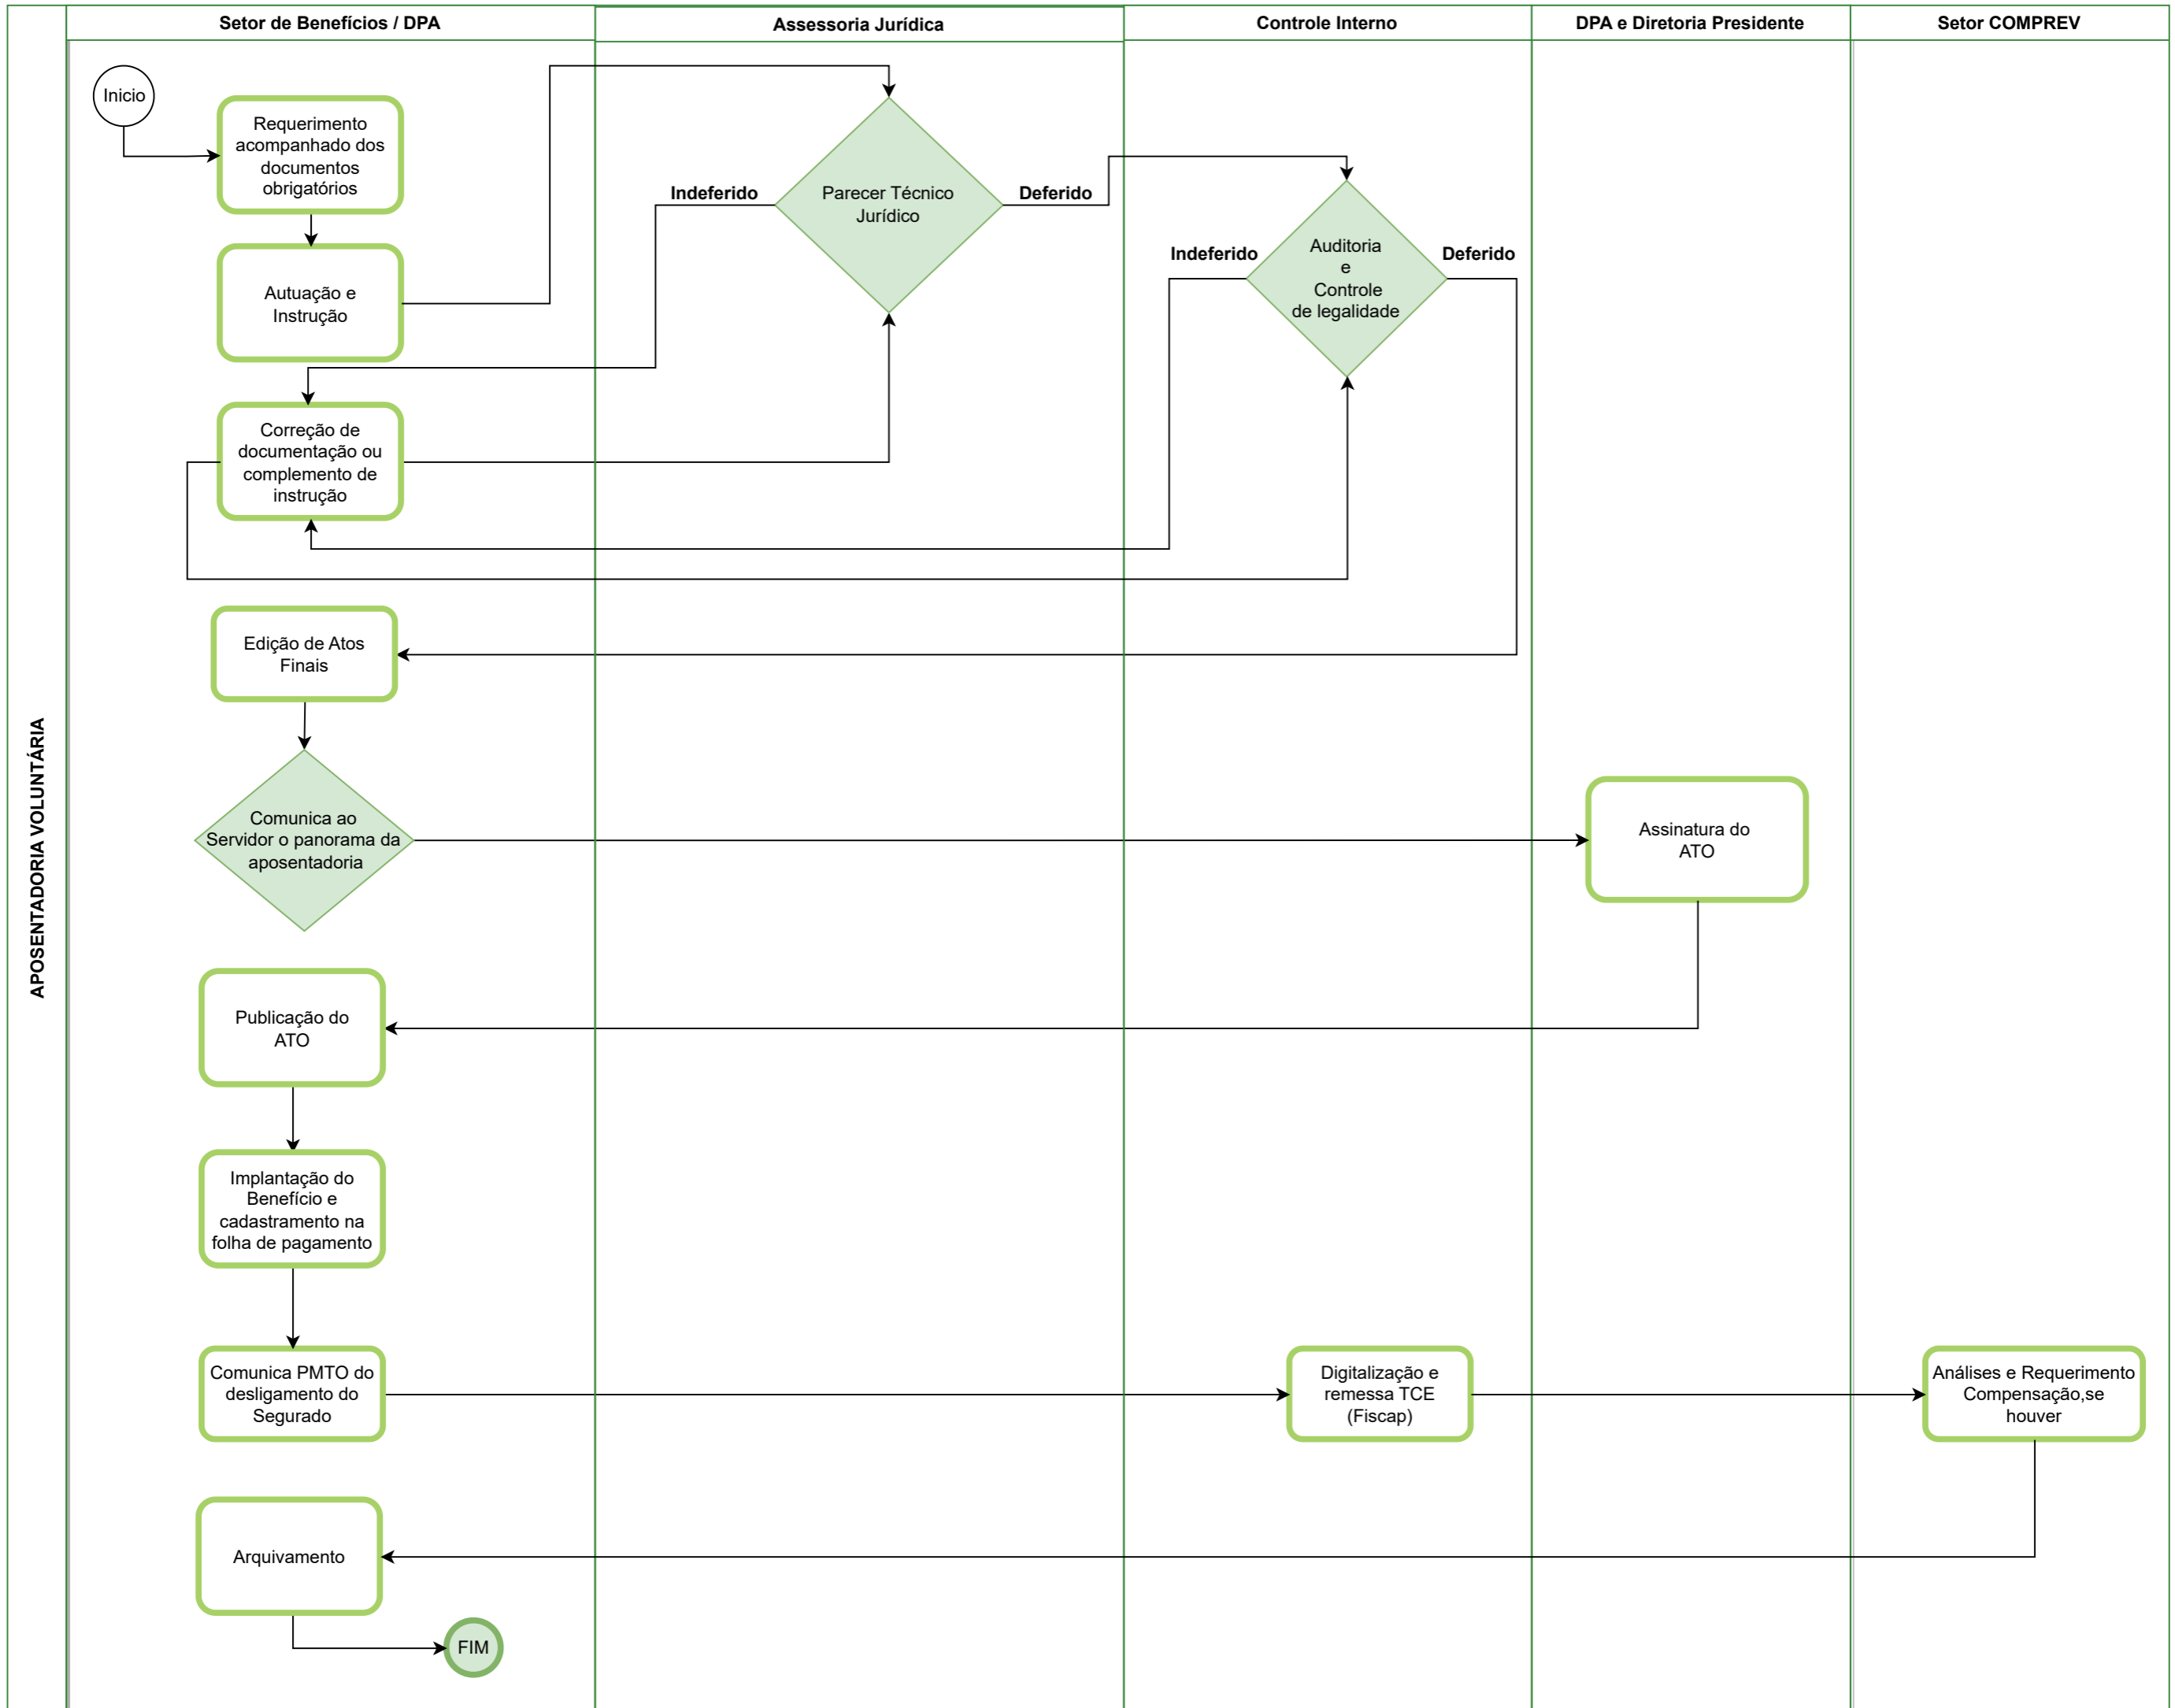 Setor de Benefícios / DPA
Assessoria Jurídica
Controle Interno
DPA e Diretoria Presidente
Setor COMPREV
APOSENTADORIA VOLUNTÁRIA
Inicio
Requerimento
acompanhado dos
documentos
obrigatórios
Parecer Técnico
Jurídico
Indeferido
Deferido
Auditoria
e
Controle
de legalidade
Indeferido
Deferido
Autuação e
Instrução
Correção de
documentação ou
complemento de
instrução
Edição de Atos
Finais
Comunica ao
Servidor o panorama da
aposentadoria
Assinatura do
ATO
Publicação do
ATO
Implantação do
Benefício e
cadastramento na
folha de pagamento
Comunica PMTO do
desligamento do
Segurado
Digitalização e
remessa TCE
(Fiscap)
Análises e Requerimento
Compensação,se
houver
Arquivamento
FIM